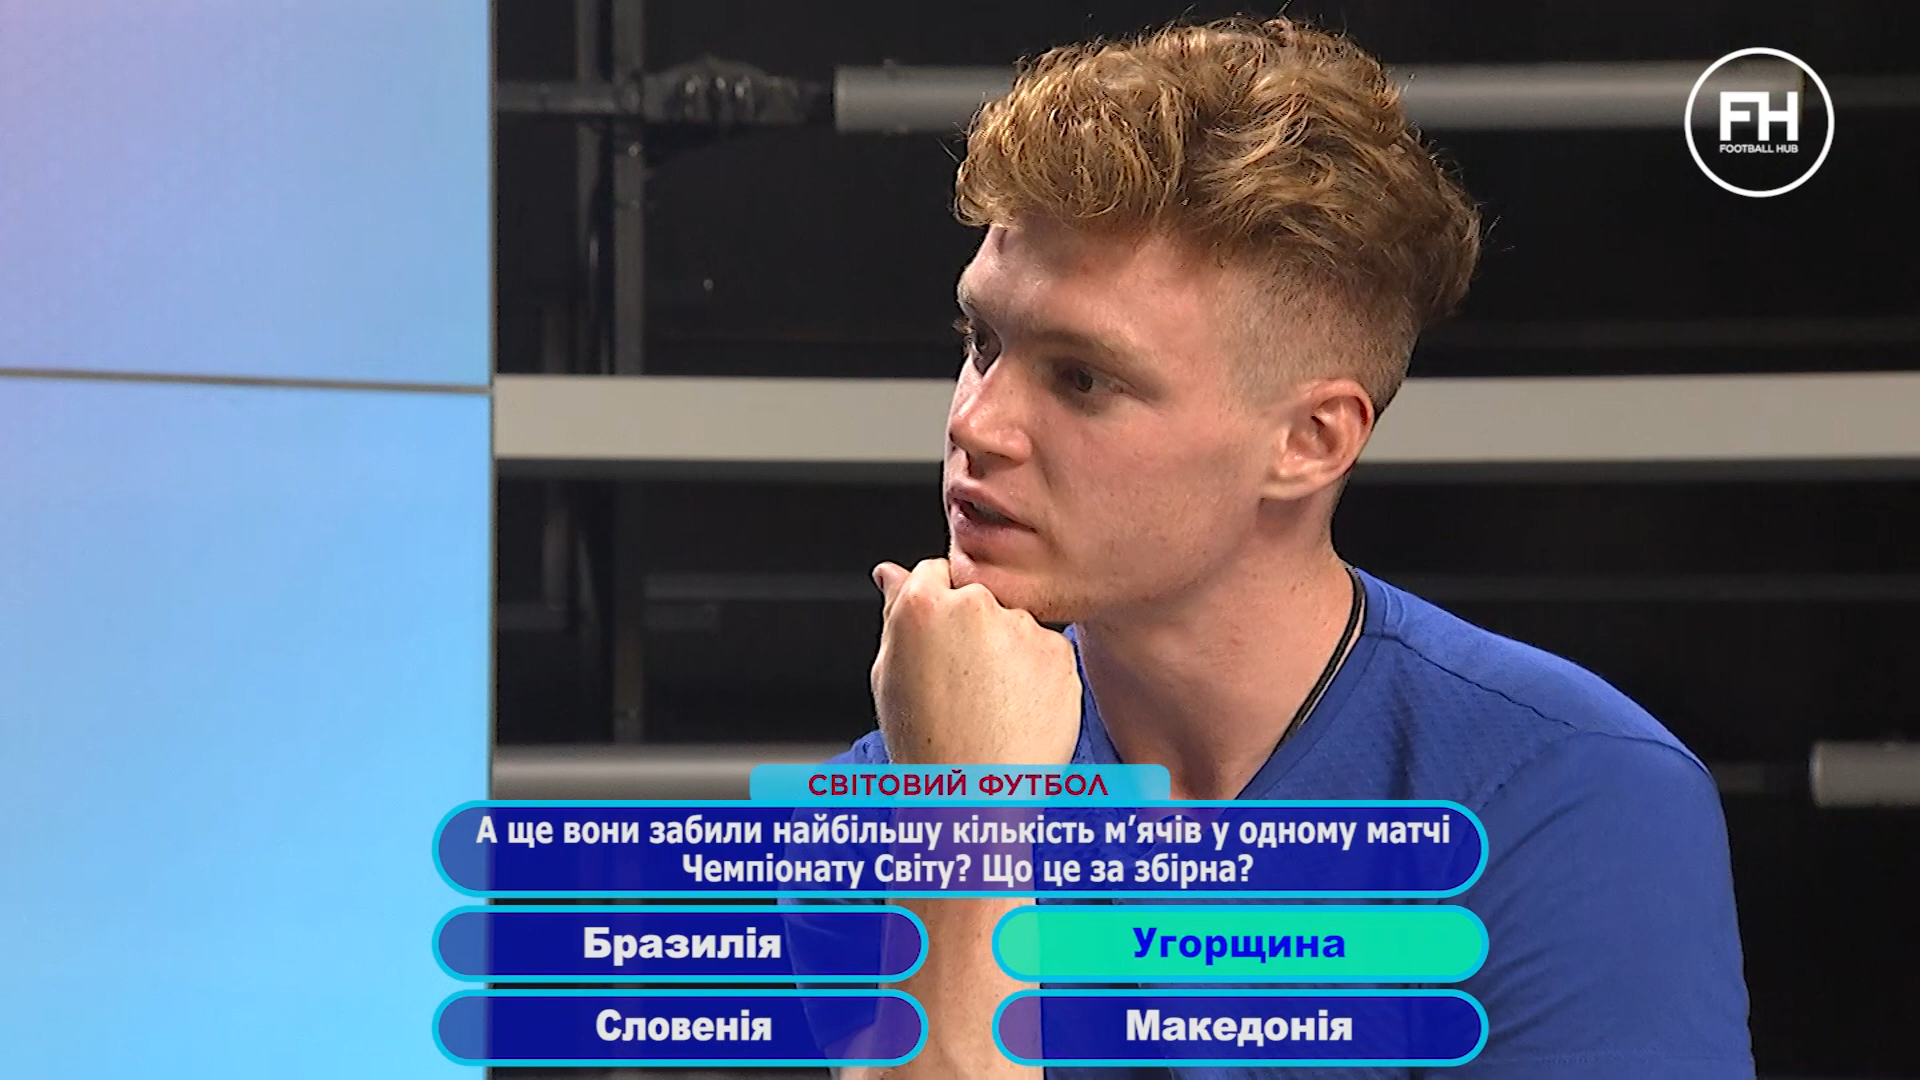 FH
FOOTBALL HUB
СВІТОВИЙ ФУТБОЛ
А ще вони забили найбільшу кількість м’ячів у одному матчі
Чемпіонату Світу? Що це за збірна?
Бразилія
Угорщина
Словенія
Македонія